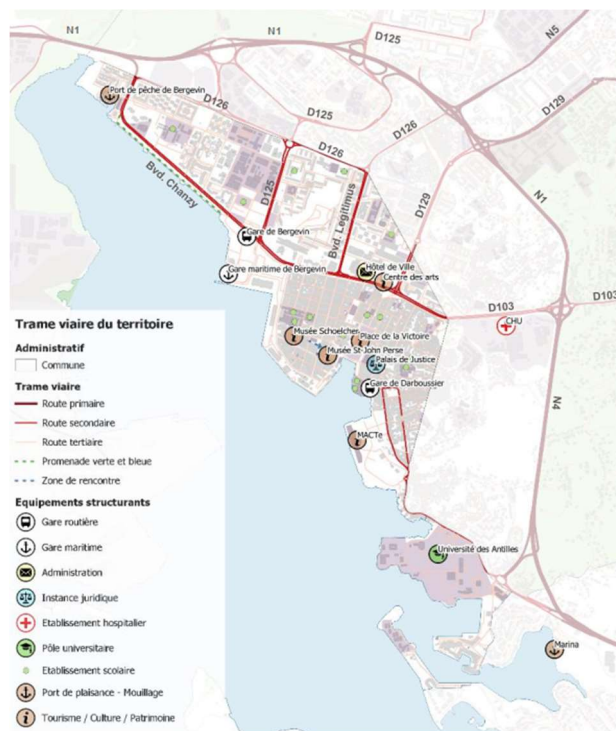 N1
N1
D125
N5
Port de pêche de Bergevin
D126
D125
D126
D129
D126
Bvd. Chanzy
D125
Bvd. Legitimus
D129
N1
Gare de Bergevin
Gare maritime de Bergevin
Hôtel de Ville
Centre des arts
D103
D103
CHU
Musée Schoelcher
Place de la Victoire
Musée St-John Perse
Palais de Justice
Gare de Darboussier
N4
MACTe
Université des Antilles
Marina
Trame viaire du territoire
Administratif
Commune
Trame viaire
Route primaire
Route secondaire
Route tertiaire
Promenade verte et bleue
Zone de rencontre
Equipements structurants
Gare routière
Gare maritime
Administration
Instance juridique
Etablissement hospitalier
Pôle universitaire
Etablissement scolaire
Port de plaisance - Mouillage
Tourisme / Culture / Patrimoine